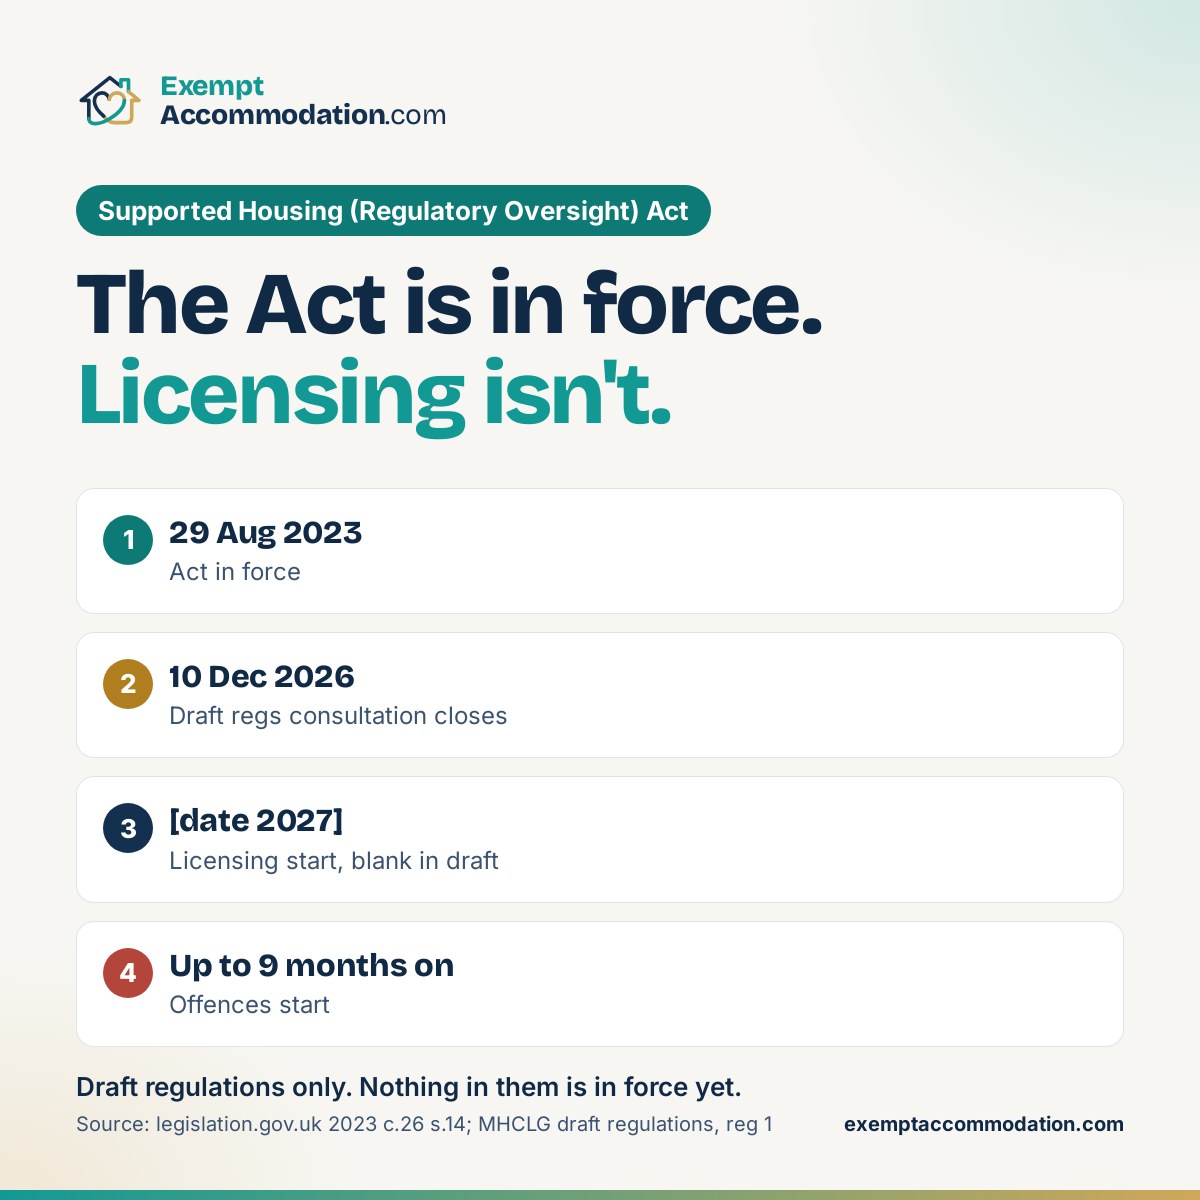 Exempt
Accommodation.com
Supported Housing (Regulatory Oversight) Act
The Act is in force.
Licensing isn't.
1
29 Aug 2023
Act in force
2
10 Dec 2026
Draft regs consultation closes
3
[date 2027]
Licensing start, blank in draft
4
Up to 9 months on
Offences start
Draft regulations only. Nothing in them is in force yet.
Source: legislation.gov.uk 2023 c.26 s.14; MHCLG draft regulations, reg 1
exemptaccommodation.com